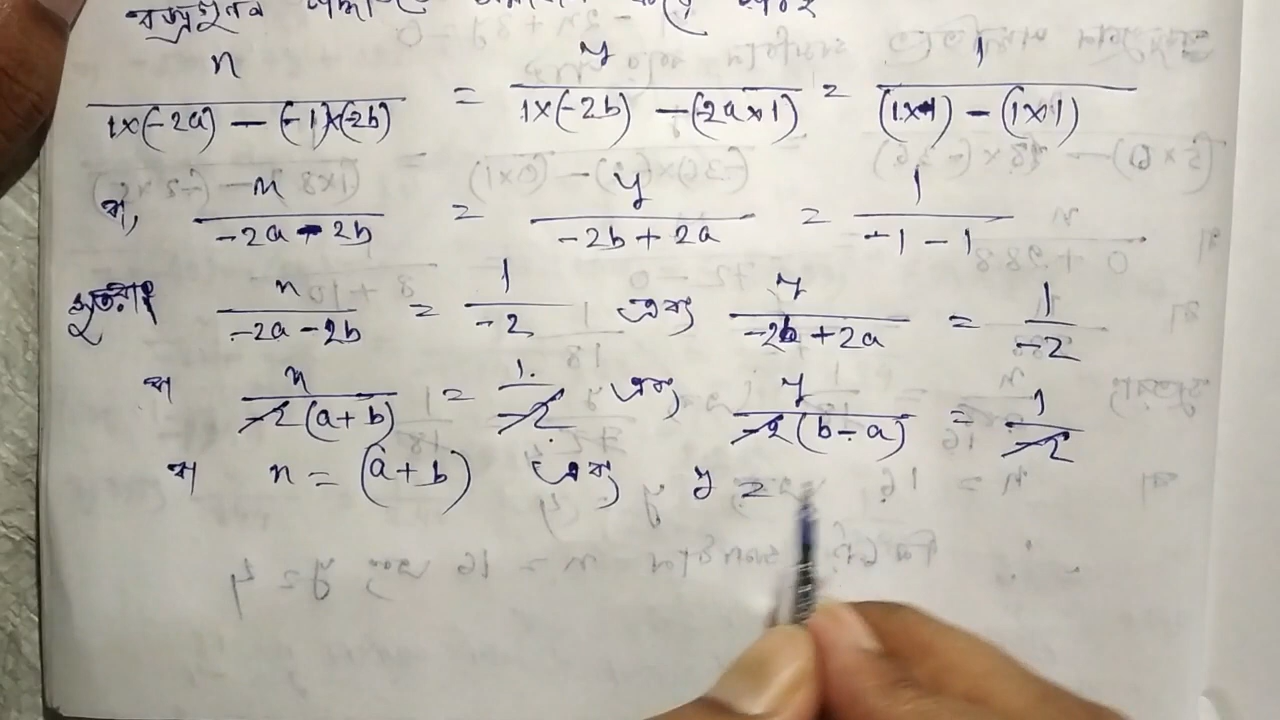 বজ্রগুণন
x/(1×(-2a) - (-1)×(-2b)) = y/(1×(-2b) - (2a×1)) = 1/((1×-1) - (1×1))
বা, x/(-2a - 2b) = y/(-2b + 2a) = 1/(-1 - 1)
সুতরাং x/(-2a - 2b) = 1/-2 এবং y/(-2b + 2a) = 1/-2
বা x/(-2(a+b)) = 1/-2 এবং y/(-2(b-a)) = 1/-2
বা x = (a+b) এবং y =